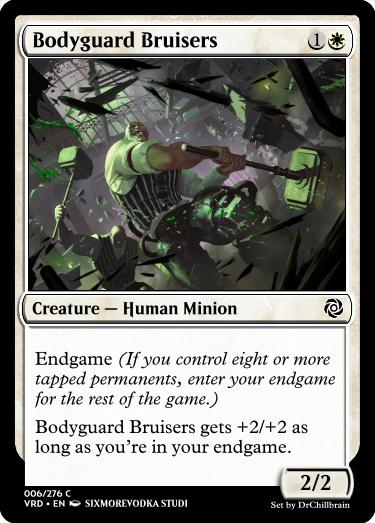 Bodyguard Bruisers 1
Creature — Human Minion
Endgame (If you control eight or more
tapped permanents, enter your endgame
for the rest of the game.)
Bodyguard Bruisers gets +2/+2 as
long as you're in your endgame.
2/2
006/276 C
VRD • EN SIXMOREVODKA STUDI
Set by DrChillbrain